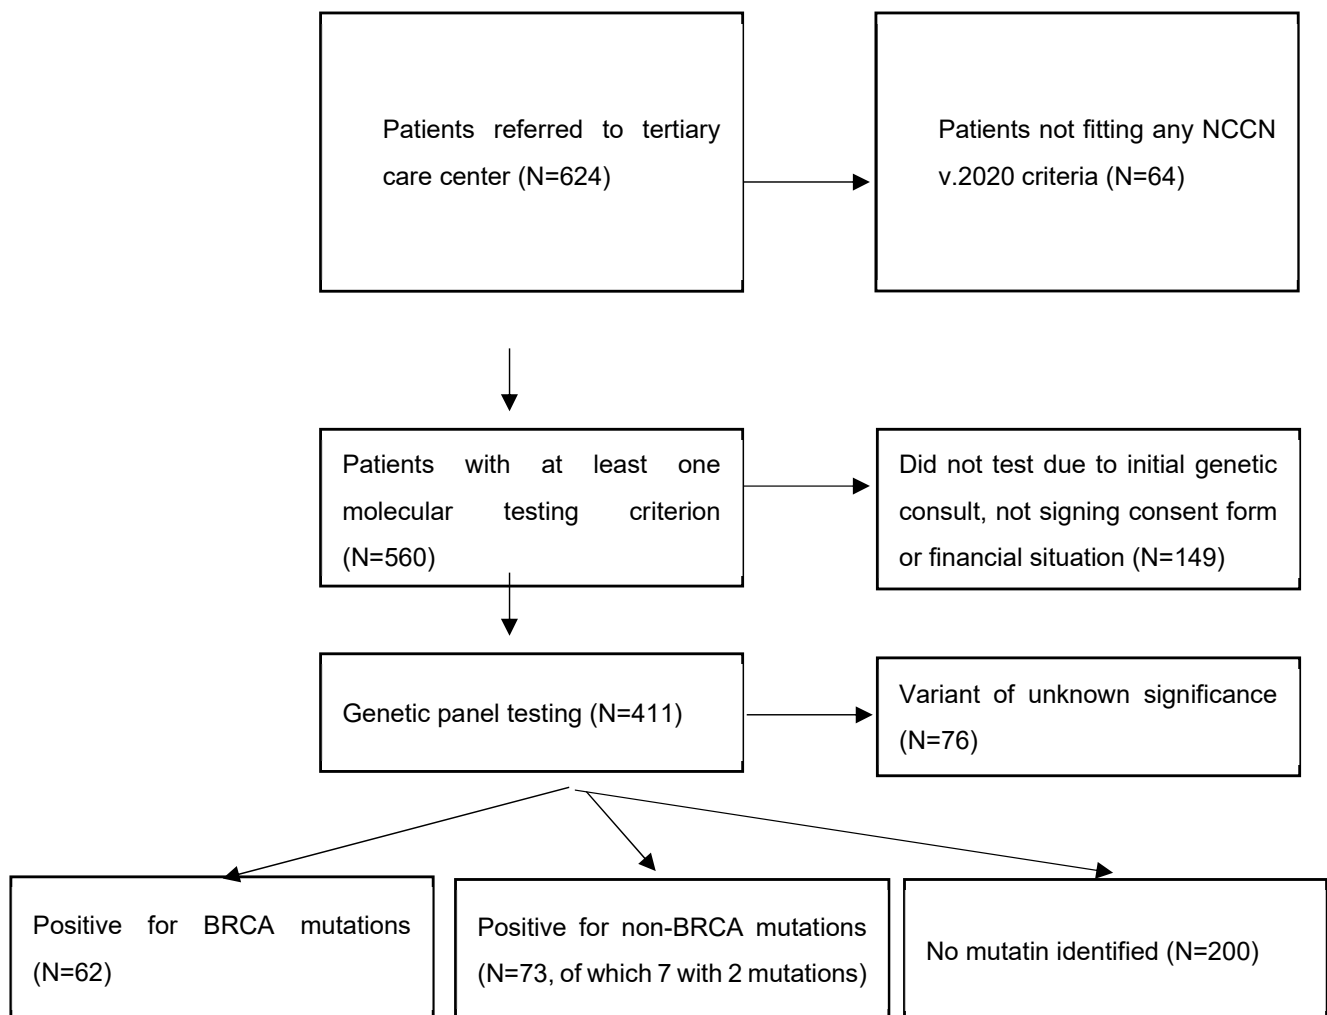 Patients referred to tertiary
care center (N=624)
Patients not fitting any NCCN
v.2020 criteria (N=64)
Patients with at least one
molecular testing criterion
(N=560)
Did not test due to initial genetic
consult, not signing consent form
or financial situation (N=149)
Genetic panel testing (N=411)
Variant of unknown significance
(N=76)
Positive for BRCA mutations
(N=62)
Positive for non-BRCA mutations
(N=73, of which 7 with 2 mutations)
No mutatin identified (N=200)